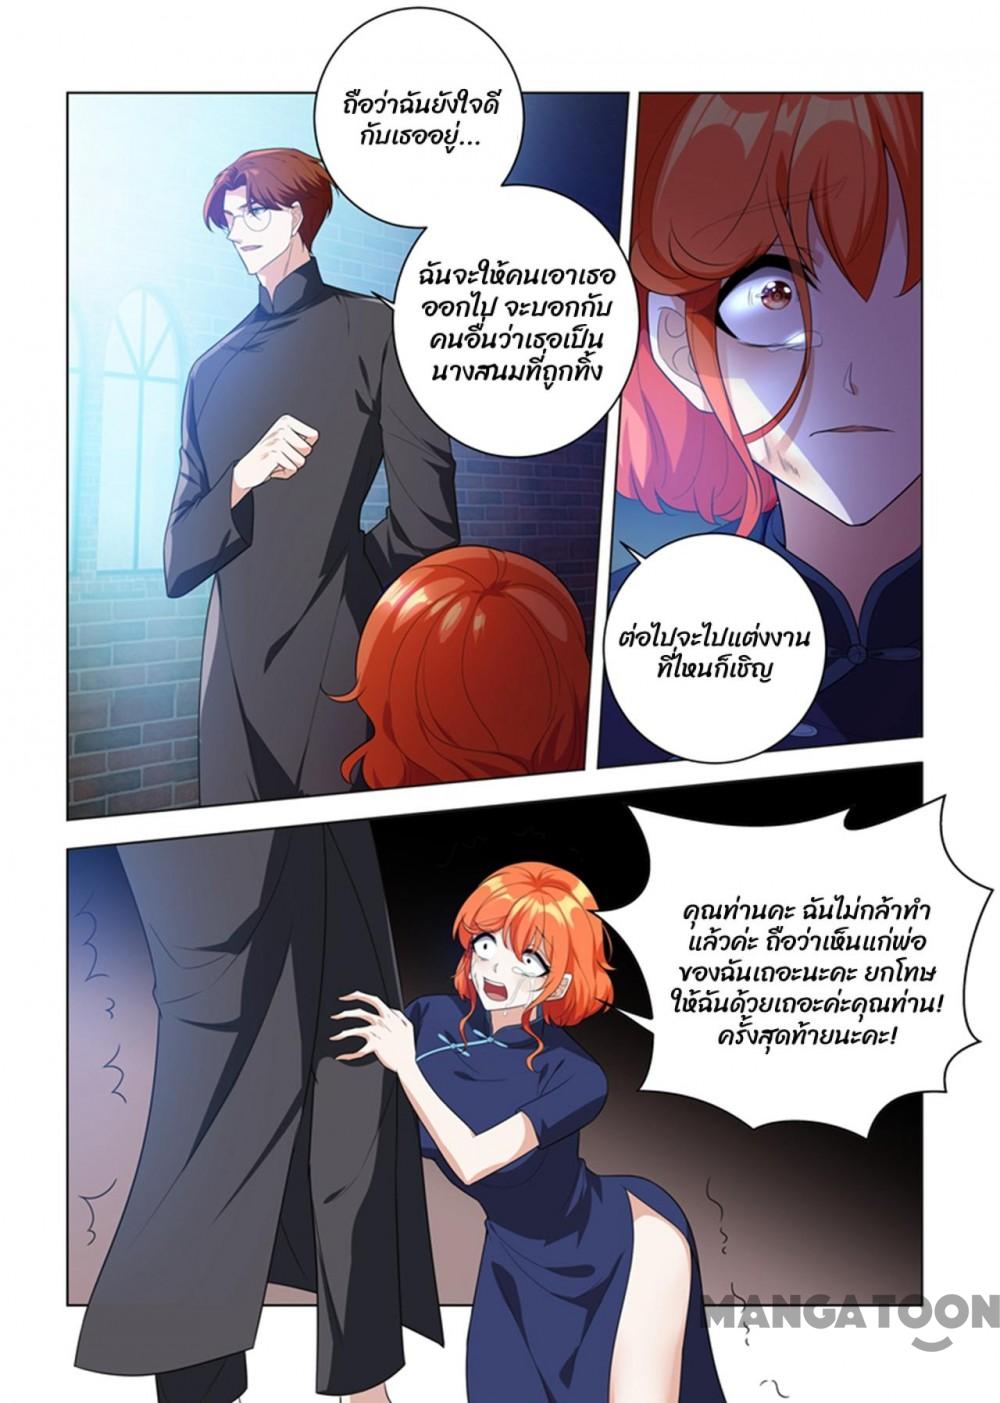 ถือว่าฉันยังใจดี
กับเธออยู่...
ฉันจะให้คนเอาเธอ
ออกไป จะบอกกับ
คนอื่นว่าเธอเป็น
นางสนมที่ถูกทิ้ง
ต่อไปจะไปแต่งงาน
ที่ไหนก็เชิญ
คุณท่านคะ ฉันไม่กล้าทำ
แล้วค่ะ ถือว่าเห็นแก่พ่อ
ของฉันเถอะนะคะ ยกโทษ
ให้ฉันด้วยเถอะค่ะคุณท่าน!
ครั้งสุดท้ายนะคะ!
MANGATOON